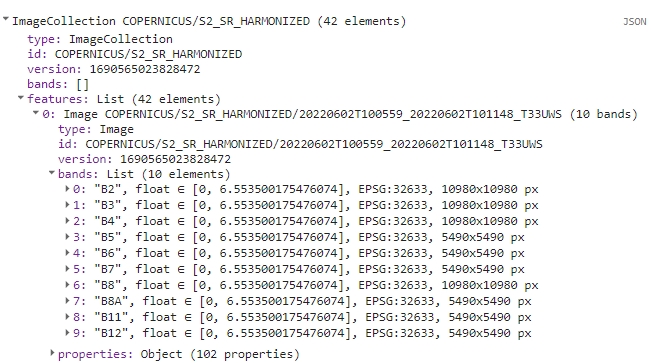 ImageCollection COPERNICUS/S2_SR_HARMONIZED (42 elements) JSON
type: ImageCollection
id: COPERNICUS/S2_SR_HARMONIZED
version: 1690565023828472
bands: []
features: List (42 elements)
0: Image COPERNICUS/S2_SR_HARMONIZED/20220602T100559_20220602T101148_T33UWS (10 bands)
type: Image
id: COPERNICUS/S2_SR_HARMONIZED/20220602T100559_20220602T101148_T33UWS
version: 1690565023828472
bands: List (10 elements)
0: "B2", float ∈ [0, 6.553500175476074], EPSG:32633, 10980x10980 px
1: "B3", float ∈ [0, 6.553500175476074], EPSG:32633, 10980x10980 px
2: "B4", float ∈ [0, 6.553500175476074], EPSG:32633, 10980x10980 px
3: "B5", float ∈ [0, 6.553500175476074], EPSG:32633, 5490x5490 px
4: "B6", float ∈ [0, 6.553500175476074], EPSG:32633, 5490x5490 px
5: "B7", float ∈ [0, 6.553500175476074], EPSG:32633, 5490x5490 px
6: "B8", float ∈ [0, 6.553500175476074], EPSG:32633, 10980x10980 px
7: "B8A", float ∈ [0, 6.553500175476074], EPSG:32633, 5490x5490 px
8: "B11", float ∈ [0, 6.553500175476074], EPSG:32633, 5490x5490 px
9: "B12", float ∈ [0, 6.553500175476074], EPSG:32633, 5490x5490 px
properties: Object (102 properties)